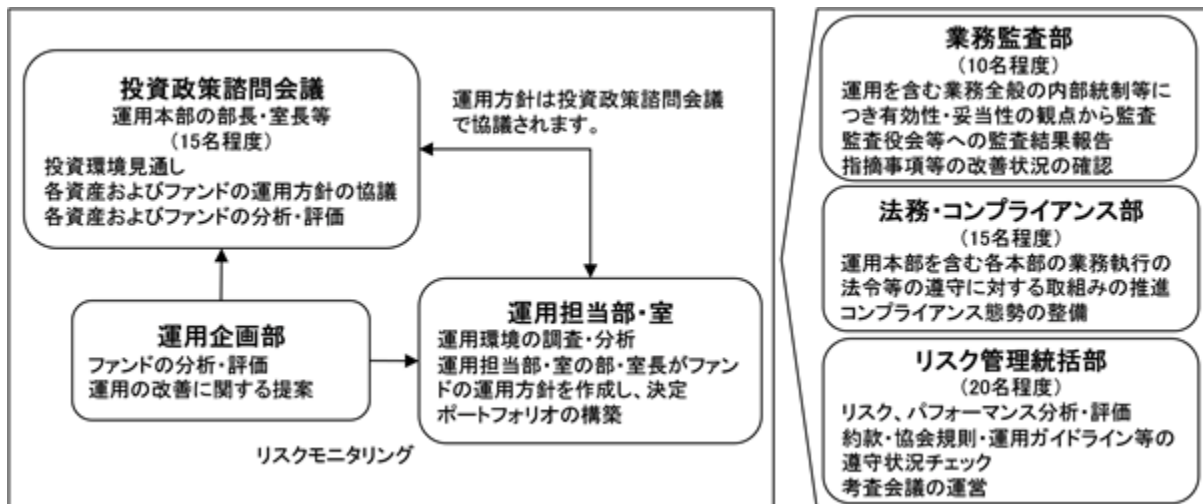 投資政策諮問会議
運用本部の部長・室長等
(15名程度)
投資環境見通し
各資産およびファンドの運用方針の協議
各資産およびファンドの分析・評価
運用方針は投資政策諮問会議
で協議されます。
運用企画部
ファンドの分析・評価
運用の改善に関する提案
運用担当部・室
運用環境の調査・分析
運用担当部・室の部・室長がファン
ドの運用方針を作成し、決定
ポートフォリオの構築
リスクモニタリング
業務監査部
(10名程度)
運用を含む業務全般の内部統制等に
つき有効性・妥当性の観点から監査
監査役会等への監査結果報告
指摘事項等の改善状況の確認
法務・コンプライアンス部
(15名程度)
運用本部を含む各本部の業務執行の
法令等の遵守に対する取組みの推進
コンプライアンス態勢の整備
リスク管理統括部
(20名程度)
リスク、パフォーマンス分析・評価
約款・協会規則・運用ガイドライン等の
遵守状況チェック
考査会議の運営